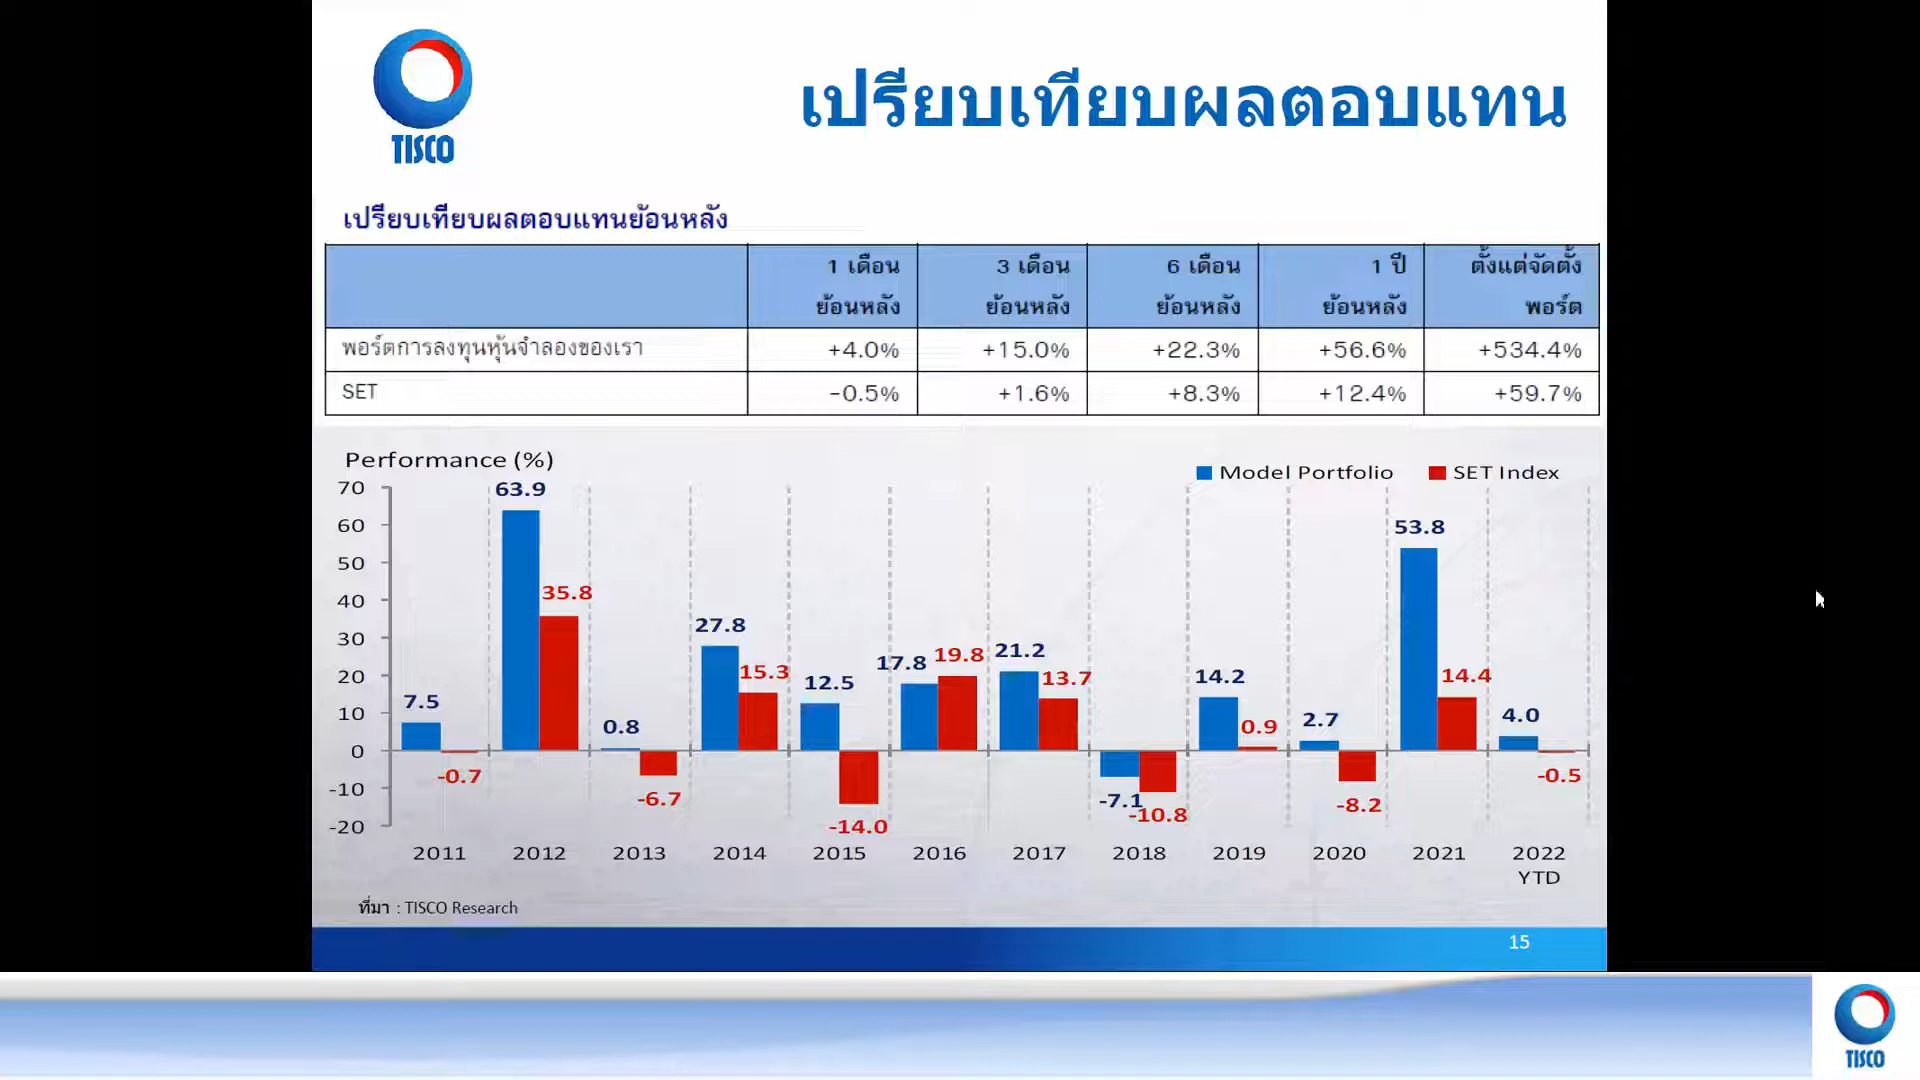 TISCO
เปรียบเทียบผลตอบแทน
เปรียบเทียบผลตอบแทนย้อนหลัง
1 เดือน 3 เดือน 6 เดือน 1 ปี ตั้งแต่จัดตั้ง
ย้อนหลัง ย้อนหลัง ย้อนหลัง ย้อนหลัง พอร์ต
พอร์ตการลงทุนหุ้นจำลองของเรา +4.0% +15.0% +22.3% +56.6% +534.4%
SET -0.5% +1.6% +8.3% +12.4% +59.7%
Performance (%)
Model Portfolio SET Index
70
60
50
40
30
20
10
0
-10
-20
7.5 -0.7
63.9 35.8
0.8 -6.7
27.8 15.3
12.5 -14.0
17.8 19.8
21.2 13.7
-7.1 -10.8
14.2 0.9
2.7 -8.2
53.8 14.4
4.0 -0.5
2011 2012 2013 2014 2015 2016 2017 2018 2019 2020 2021 2022
YTD
ที่มา : TISCO Research
15
TISCO